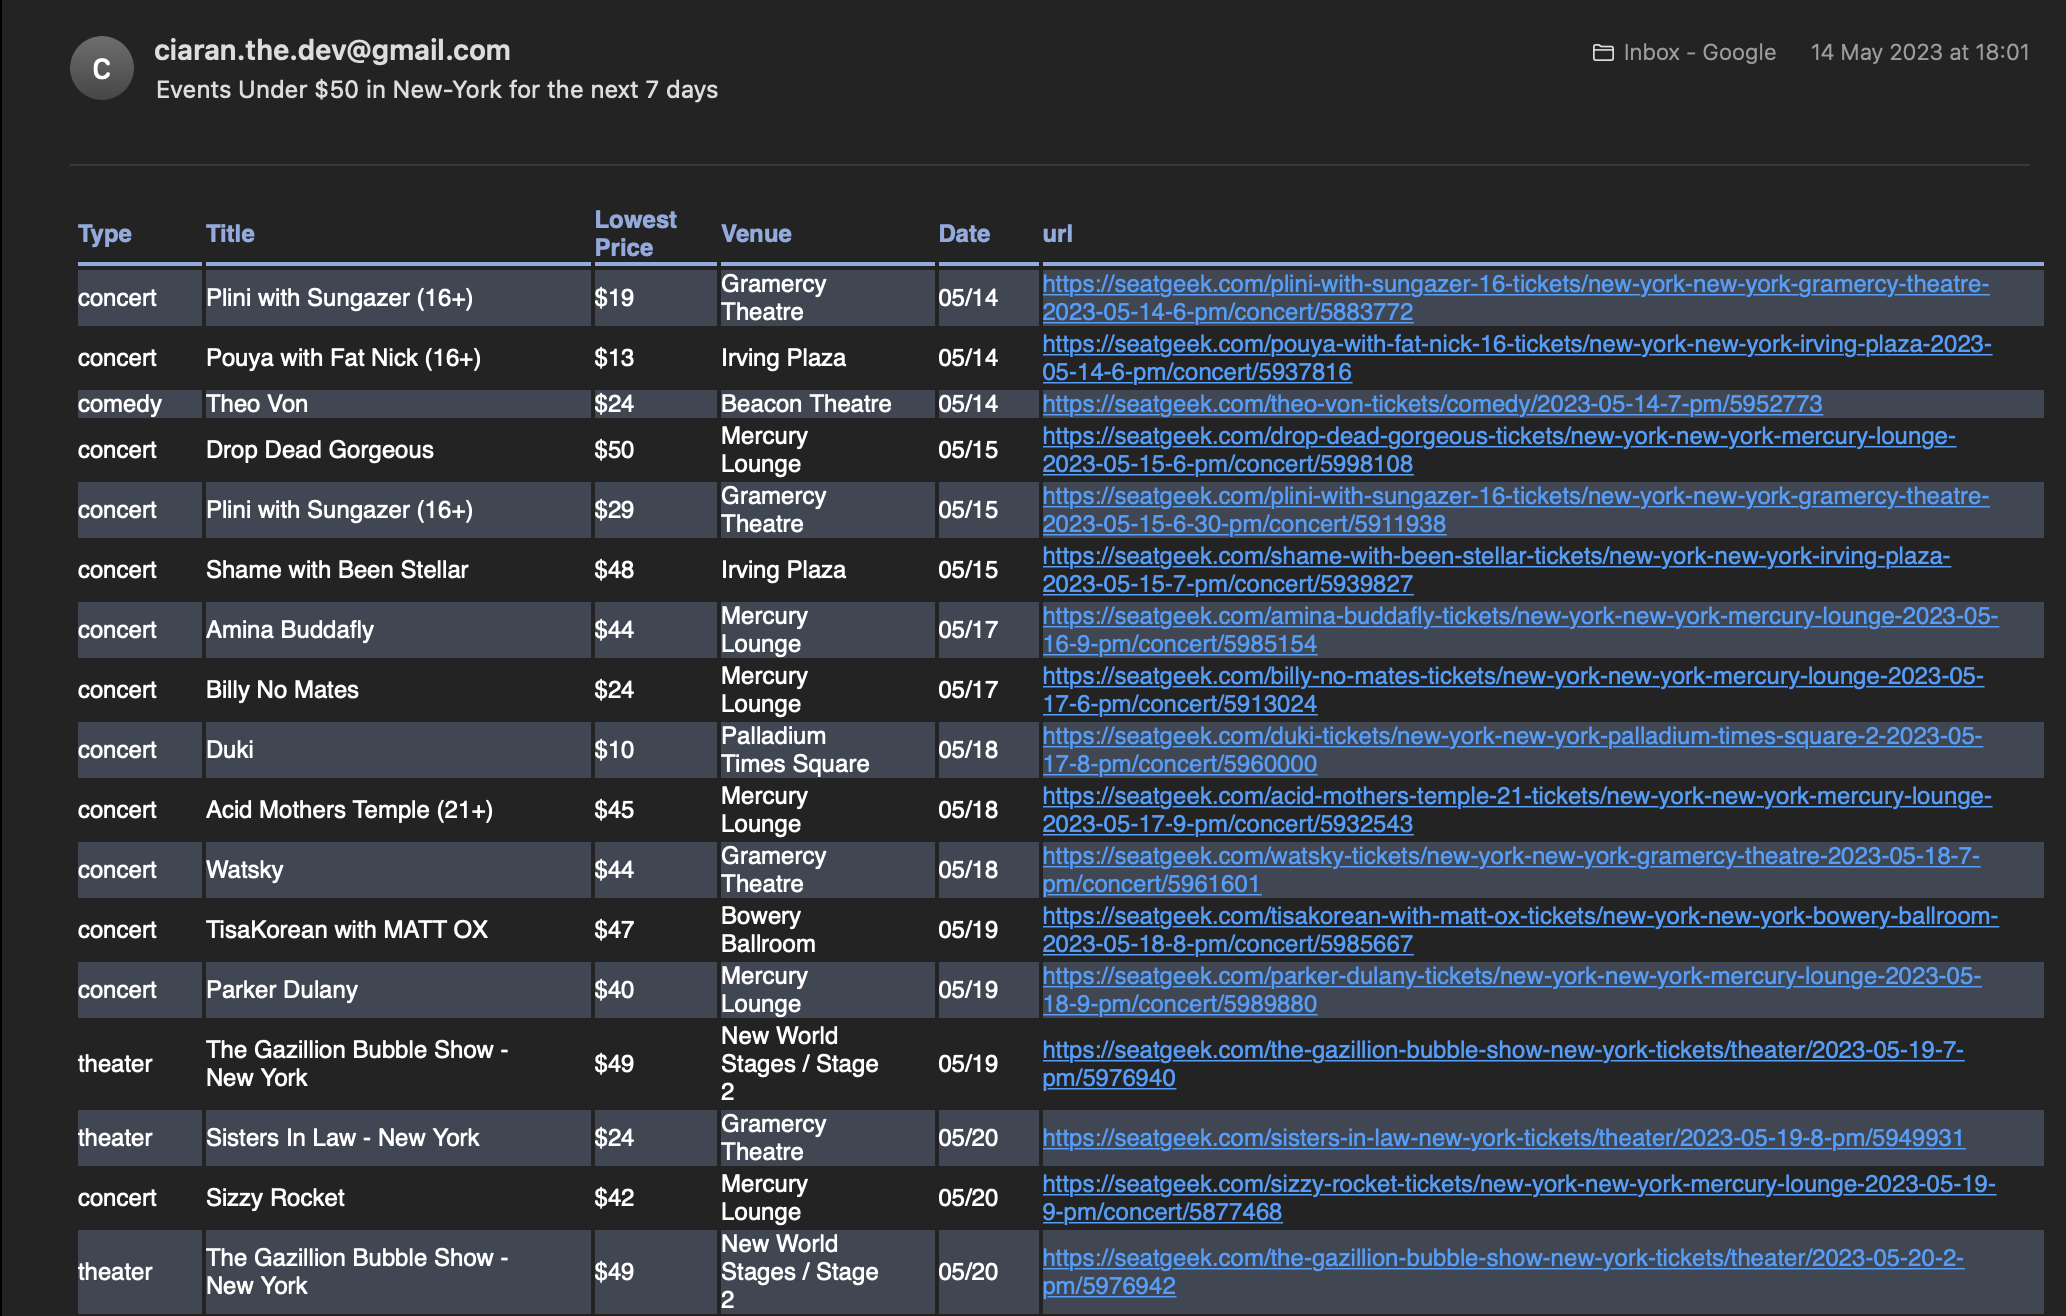 C
ciaran.the.dev@gmail.com
Inbox - Google 14 May 2023 at 18:01
Events Under $50 in New-York for the next 7 days
Type Title Lowest Price Venue Date url
concert Plini with Sungazer (16+) $19 Gramercy Theatre 05/14 https://seatgeek.com/plini-with-sungazer-16-tickets/new-york-new-york-gramercy-theatre-
2023-05-14-6-pm/concert/5883772
concert Pouya with Fat Nick (16+) $13 Irving Plaza 05/14 https://seatgeek.com/pouya-with-fat-nick-16-tickets/new-york-new-york-irving-plaza-2023-
05-14-6-pm/concert/5937816
comedy Theo Von $24 Beacon Theatre 05/14 https://seatgeek.com/theo-von-tickets/comedy/2023-05-14-7-pm/5952773
concert Drop Dead Gorgeous $50 Mercury Lounge 05/15 https://seatgeek.com/drop-dead-gorgeous-tickets/new-york-new-york-mercury-lounge-
2023-05-15-6-pm/concert/5998108
concert Plini with Sungazer (16+) $29 Gramercy Theatre 05/15 https://seatgeek.com/plini-with-sungazer-16-tickets/new-york-new-york-gramercy-theatre-
2023-05-15-6-30-pm/concert/5911938
concert Shame with Been Stellar $48 Irving Plaza 05/15 https://seatgeek.com/shame-with-been-stellar-tickets/new-york-new-york-irving-plaza-
2023-05-15-7-pm/concert/5939827
concert Amina Buddafly $44 Mercury Lounge 05/17 https://seatgeek.com/amina-buddafly-tickets/new-york-new-york-mercury-lounge-2023-05-
16-9-pm/concert/5985154
concert Billy No Mates $24 Mercury Lounge 05/17 https://seatgeek.com/billy-no-mates-tickets/new-york-new-york-mercury-lounge-2023-05-
17-6-pm/concert/5913024
concert Duki $10 Palladium Times Square 05/18 https://seatgeek.com/duki-tickets/new-york-new-york-palladium-times-square-2-2023-05-
17-8-pm/concert/5960000
concert Acid Mothers Temple (21+) $45 Mercury Lounge 05/18 https://seatgeek.com/acid-mothers-temple-21-tickets/new-york-new-york-mercury-lounge-
2023-05-17-9-pm/concert/5932543
concert Watsky $44 Gramercy Theatre 05/18 https://seatgeek.com/watsky-tickets/new-york-new-york-gramercy-theatre-2023-05-18-7-
pm/concert/5961601
concert TisaKorean with MATT OX $47 Bowery Ballroom 05/19 https://seatgeek.com/tisakorean-with-matt-ox-tickets/new-york-new-york-bowery-ballroom-
2023-05-18-8-pm/concert/5985667
concert Parker Dulany $40 Mercury Lounge 05/19 https://seatgeek.com/parker-dulany-tickets/new-york-new-york-mercury-lounge-2023-05-
18-9-pm/concert/5989880
theater The Gazillion Bubble Show - New York $49 New World Stages / Stage 2 05/19 https://seatgeek.com/the-gazillion-bubble-show-new-york-tickets/theater/2023-05-19-7-
pm/5976940
theater Sisters In Law - New York $24 Gramercy Theatre 05/20 https://seatgeek.com/sisters-in-law-new-york-tickets/theater/2023-05-19-8-pm/5949931
concert Sizzy Rocket $42 Mercury Lounge 05/20 https://seatgeek.com/sizzy-rocket-tickets/new-york-new-york-mercury-lounge-2023-05-19-
9-pm/concert/5877468
theater The Gazillion Bubble Show - New York $49 New World Stages / Stage 2 05/20 https://seatgeek.com/the-gazillion-bubble-show-new-york-tickets/theater/2023-05-20-2-
pm/5976942